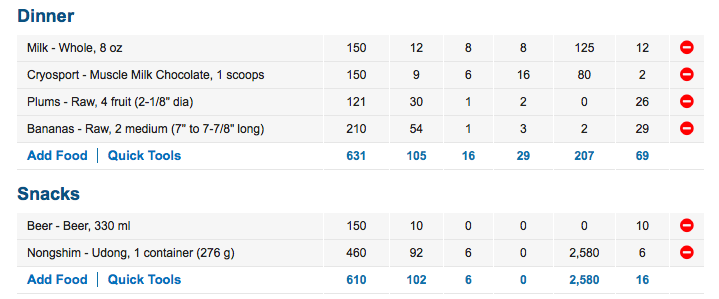 Dinner
Milk - Whole, 8 oz 150 12 8 8 125 12
Cryosport - Muscle Milk Chocolate, 1 scoops 150 9 6 16 80 2
Plums - Raw, 4 fruit (2-1/8" dia) 121 30 1 2 0 26
Bananas - Raw, 2 medium (7" to 7-7/8" long) 210 54 1 3 2 29
Add Food | Quick Tools 631 105 16 29 207 69
Snacks
Beer - Beer, 330 ml 150 10 0 0 0 10
Nongshim - Udong, 1 container (276 g) 460 92 6 0 2,580 6
Add Food | Quick Tools 610 102 6 0 2,580 16